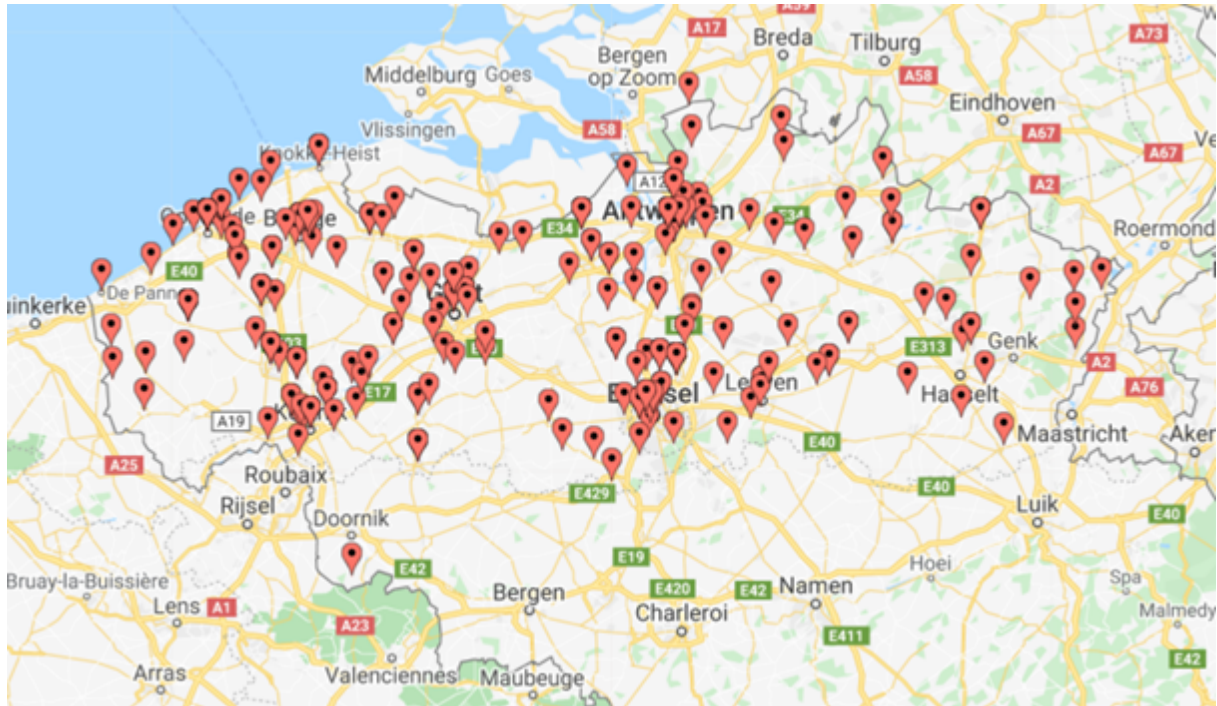 A17
A59
Breda
Tilburg
A73
Bergen
op Zoom
A58
Middelburg
Goes
Eindhoven
Vlissingen
A58
A67
A67
Knokke-Heist
A12
A2
Antwerpen
E34
E34
Roermond
E40
De Panne
Gent
E313
Genk
A2
E17
Leuven
Hasselt
A76
A19
Maastricht
E40
Aken
A25
Roubaix
E429
E40
Rijsel
Luik
Doornik
E40
E19
Hoei
Bruay-la-Buissière
E42
Bergen
E420
E42
Namen
Spa
Lens
A1
Charleroi
Malmedy
A23
E411
E42
Arras
Valenciennes
Maubeuge